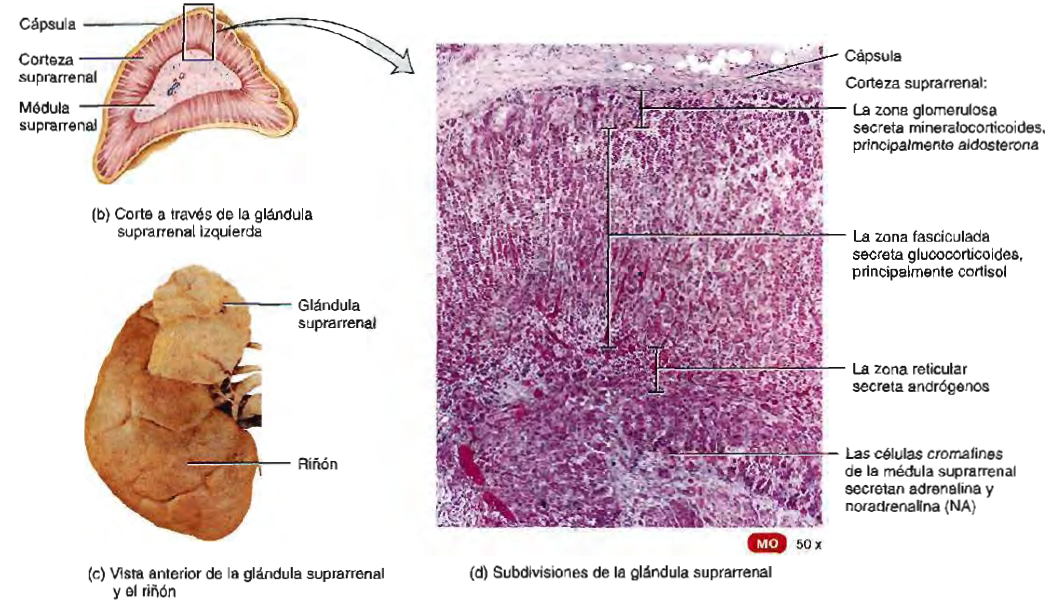 Cápsula
Corteza
suprarrenal
Médula
suprarrenal
(b) Corte a través de la glándula
suprarrenal izquierda
Glándula
suprarrenal
Riñón
(c) Vista anterior de la glándula suprarrenal
y el riñón
Cápsula
Corteza suprarrenal:
La zona glomerulosa
secreta mineralocorticoides,
principalmente aldosterona
La zona fasciculada
secreta glucocorticoides,
principalmente cortisol
La zona reticular
secreta andrógenos
Las células cromafines
de la médula suprarrenal
secretan adrenalina y
noradrenalina (NA)
MO 50 x
(d) Subdivisiones de la glándula suprarrenal